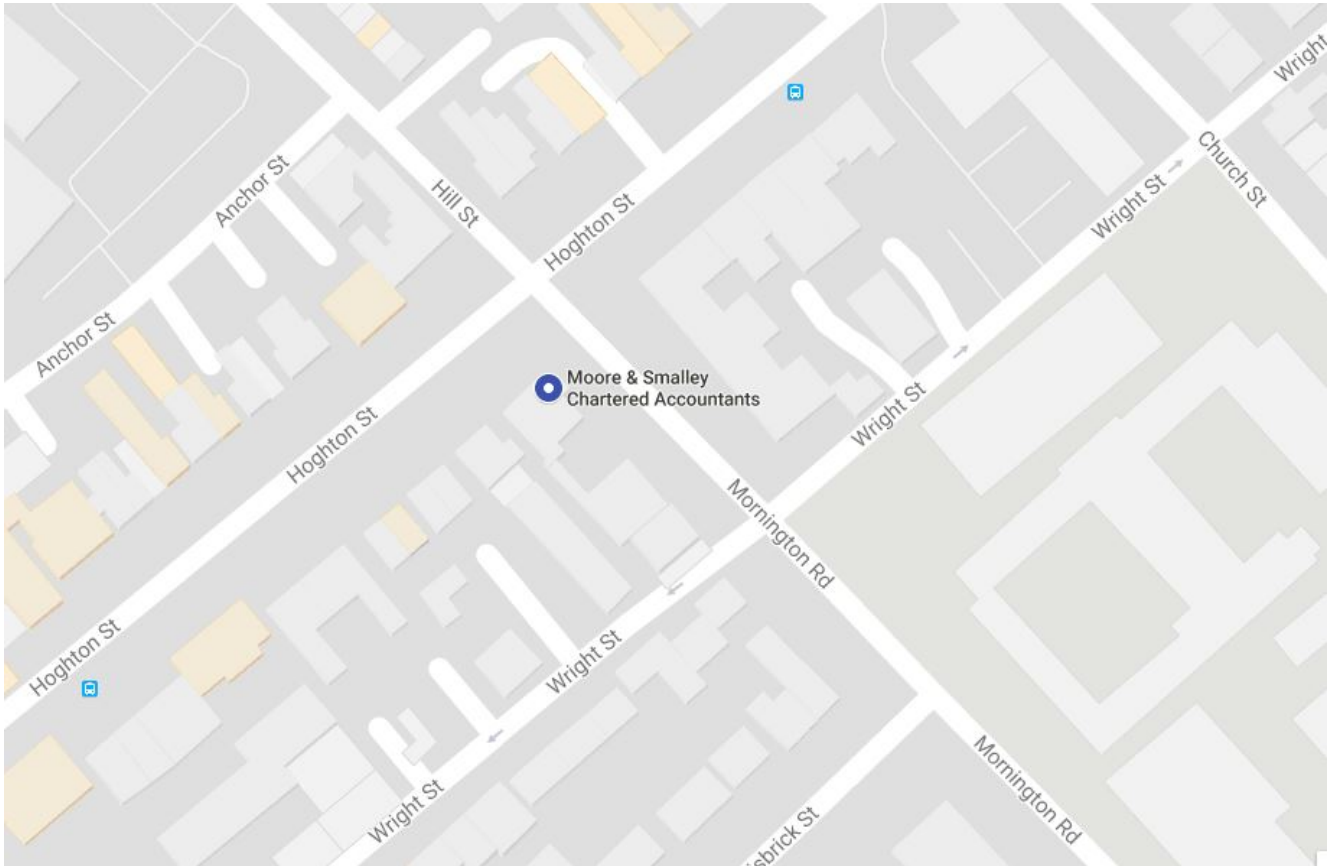 Wright
Church St
Wright St
Anchor St
Hill St
Hoghton St
Anchor St
Moore & Smalley
Chartered Accountants
Wright St
Hoghton St
Mornington Rd
Hoghton St
Wright St
Mornington Rd
Wright St
sbrick St